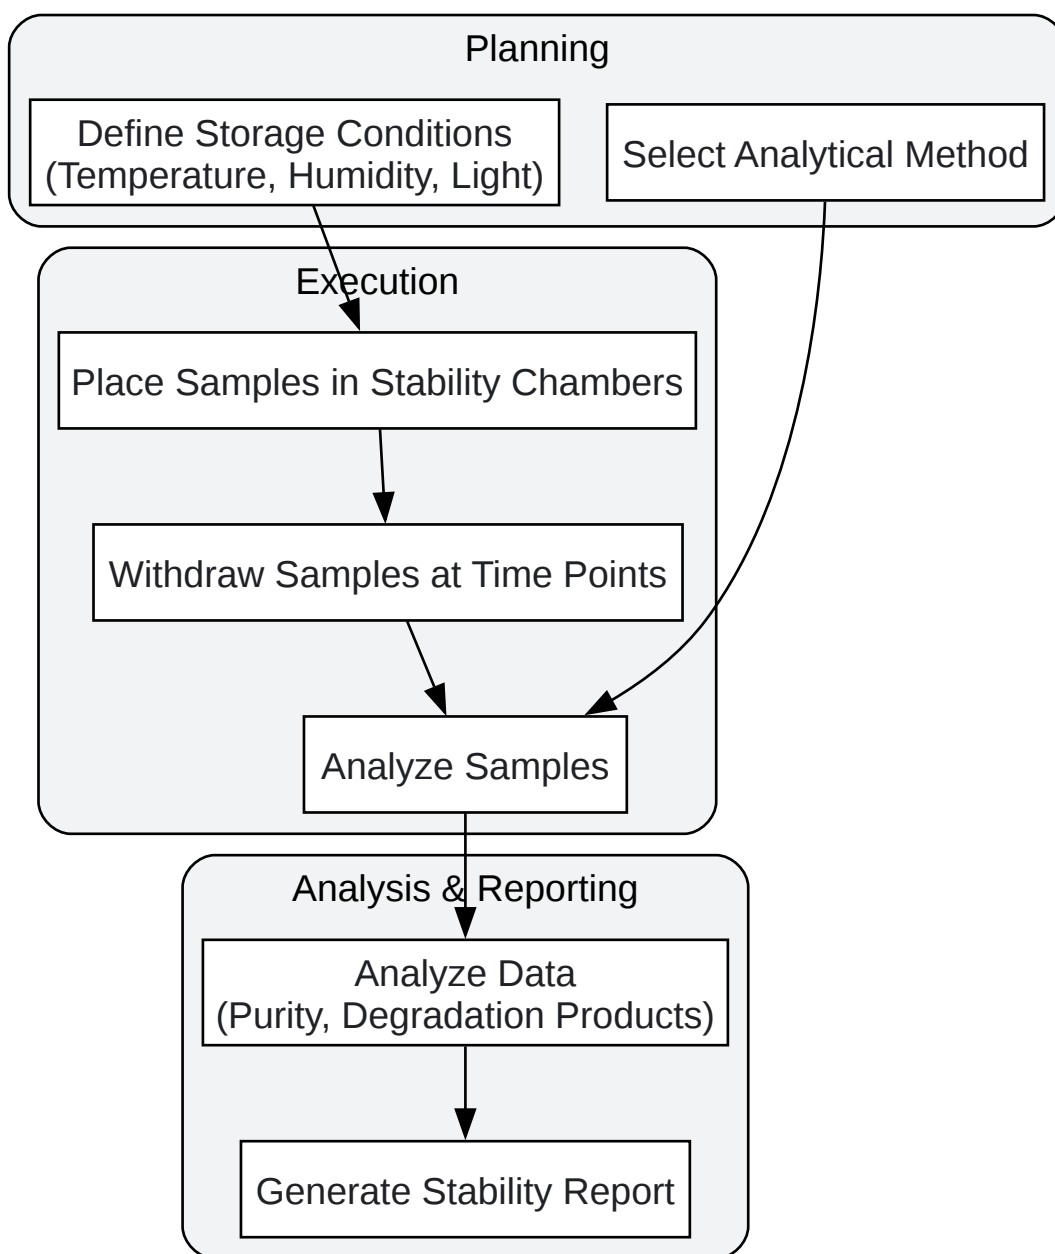 Planning
Define Storage Conditions
(Temperature, Humidity, Light)
Select Analytical Method
Execution
Place Samples in Stability Chambers
Withdraw Samples at Time Points
Analyze Samples
Analysis & Reporting
Analyze Data
(Purity, Degradation Products)
Generate Stability Report